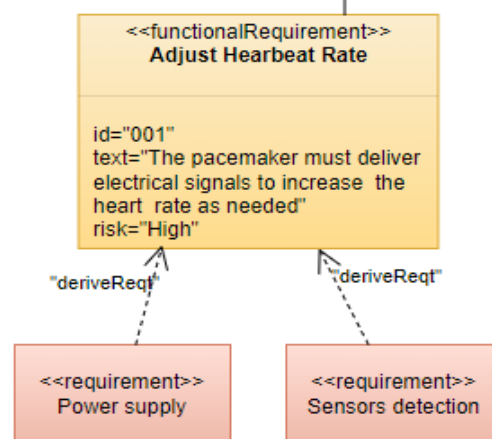 <<functionalRequirement>>
Adjust Hearbeat Rate
id="001"
text="The pacemaker must deliver
electrical signals to increase the
heart rate as needed"
risk="High"
"deriveReqt"
"deriveReqt"
<<requirement>>
Power supply
<<requirement>>
Sensors detection